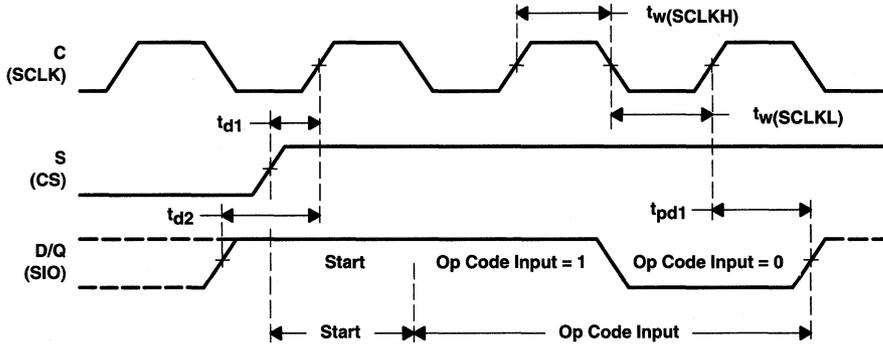 tw(SCLKH)
C
(SCLK)
td1
tw(SCLKL)
S
(CS)
td2
tpd1
D/Q
(SIO)
Start
Op Code Input = 1
Op Code Input = 0
Start
Op Code Input